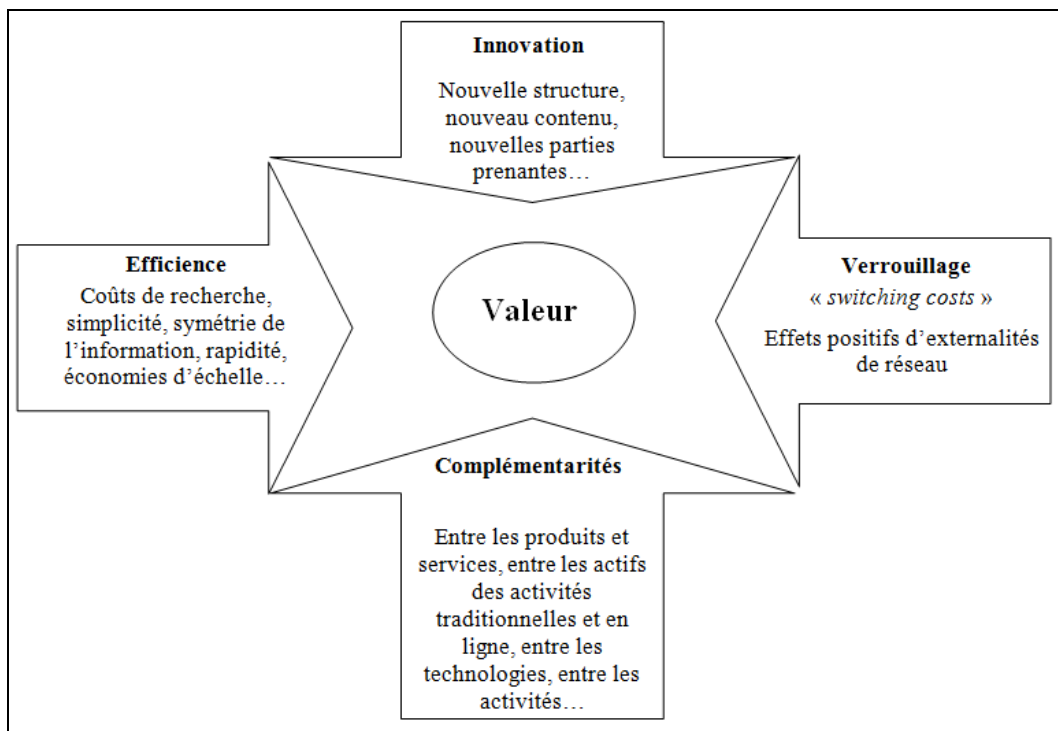 Innovation
Nouvelle structure,
nouveau contenu,
nouvelles parties
prenantes…
Efficience
Coûts de recherche,
simplicité, symétrie de
l’information, rapidité,
économies d’échelle…
Valeur
Verrouillage
« switching costs »
Effets positifs d’externalités
de réseau
Complémentarités
Entre les produits et
services, entre les actifs
des activités
traditionnelles et en
ligne, entre les
technologies, entre les
activités…